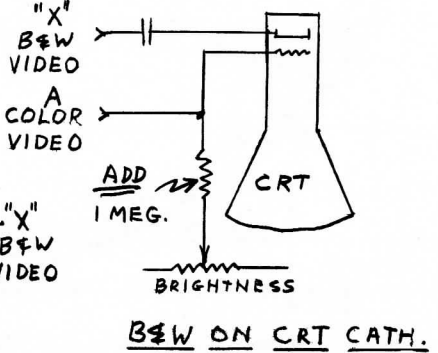 "X"
B&W
VIDEO
A
COLOR
VIDEO
ADD
1 MEG.
CRT
"X"
B&W
VIDEO
BRIGHTNESS
B&W ON CRT CATH.